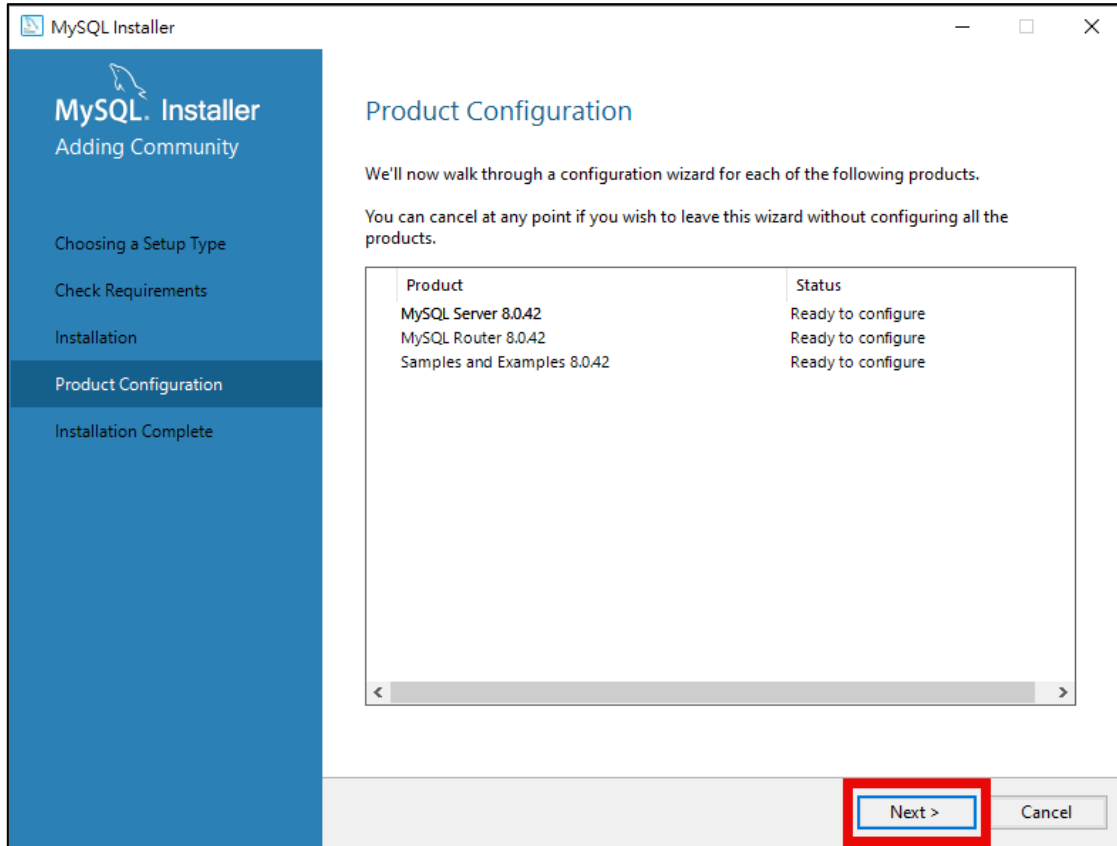 MySQL Installer
MySQL. Installer
Adding Community
Choosing a Setup Type
Check Requirements
Installation
Product Configuration
Installation Complete
Product Configuration
We'll now walk through a configuration wizard for each of the following products.
You can cancel at any point if you wish to leave this wizard without configuring all the
products.
Product Status
MySQL Server 8.0.42 Ready to configure
MySQL Router 8.0.42 Ready to configure
Samples and Examples 8.0.42 Ready to configure
Next > Cancel